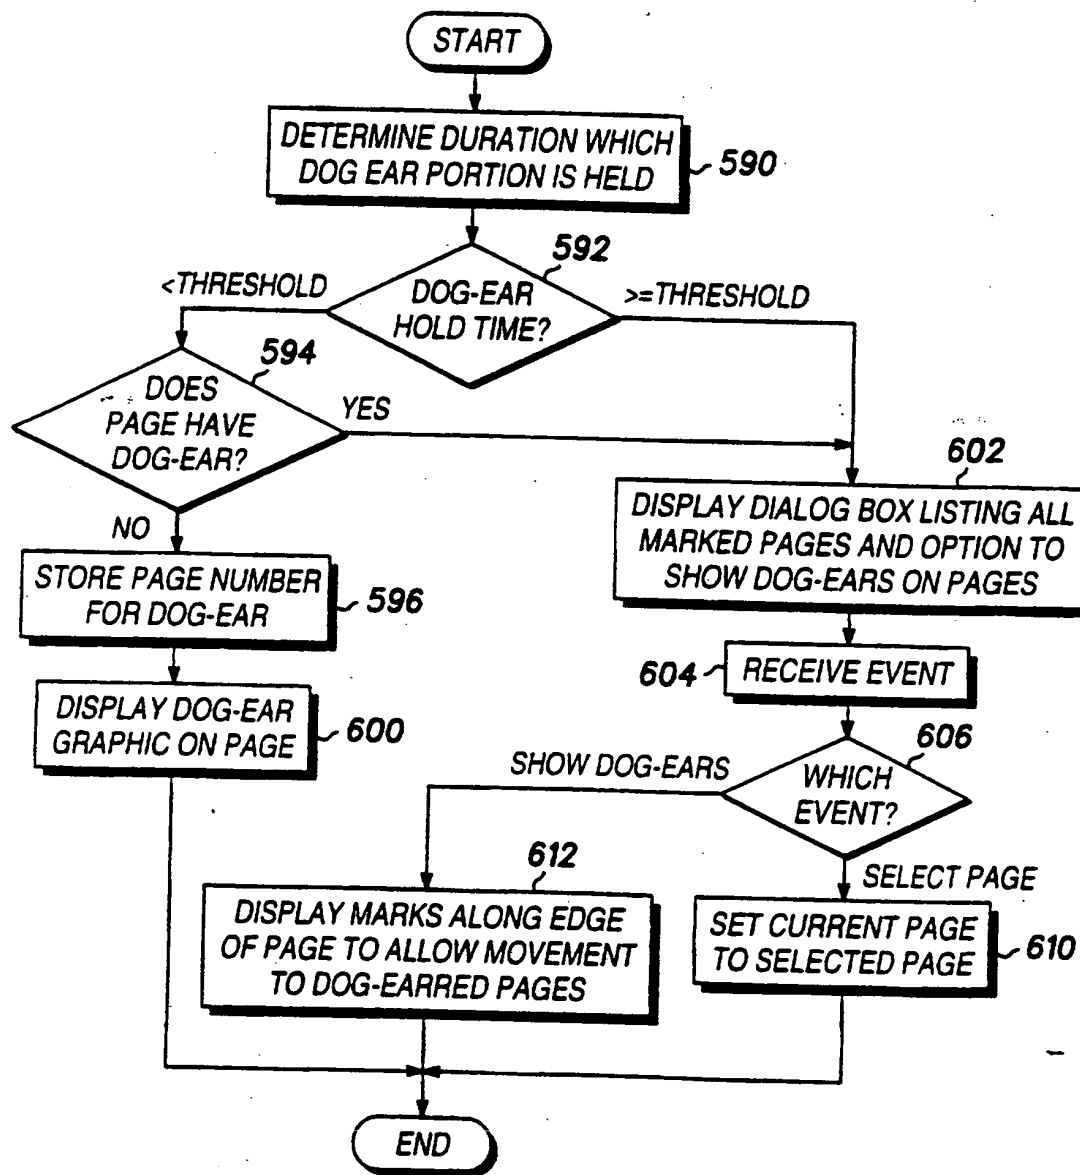 START
DETERMINE DURATION WHICH
DOG EAR PORTION IS HELD
590
592
<THRESHOLD
DOG-EAR
HOLD TIME?
>=THRESHOLD
594
DOES
PAGE HAVE
DOG-EAR?
YES
NO
602
DISPLAY DIALOG BOX LISTING ALL
MARKED PAGES AND OPTION TO
SHOW DOG-EARS ON PAGES
STORE PAGE NUMBER
FOR DOG-EAR
596
604
RECEIVE EVENT
DISPLAY DOG-EAR
GRAPHIC ON PAGE
600
606
SHOW DOG-EARS
WHICH
EVENT?
612
SELECT PAGE
DISPLAY MARKS ALONG EDGE
OF PAGE TO ALLOW MOVEMENT
TO DOG-EARRED PAGES
SET CURRENT PAGE
TO SELECTED PAGE
610
END